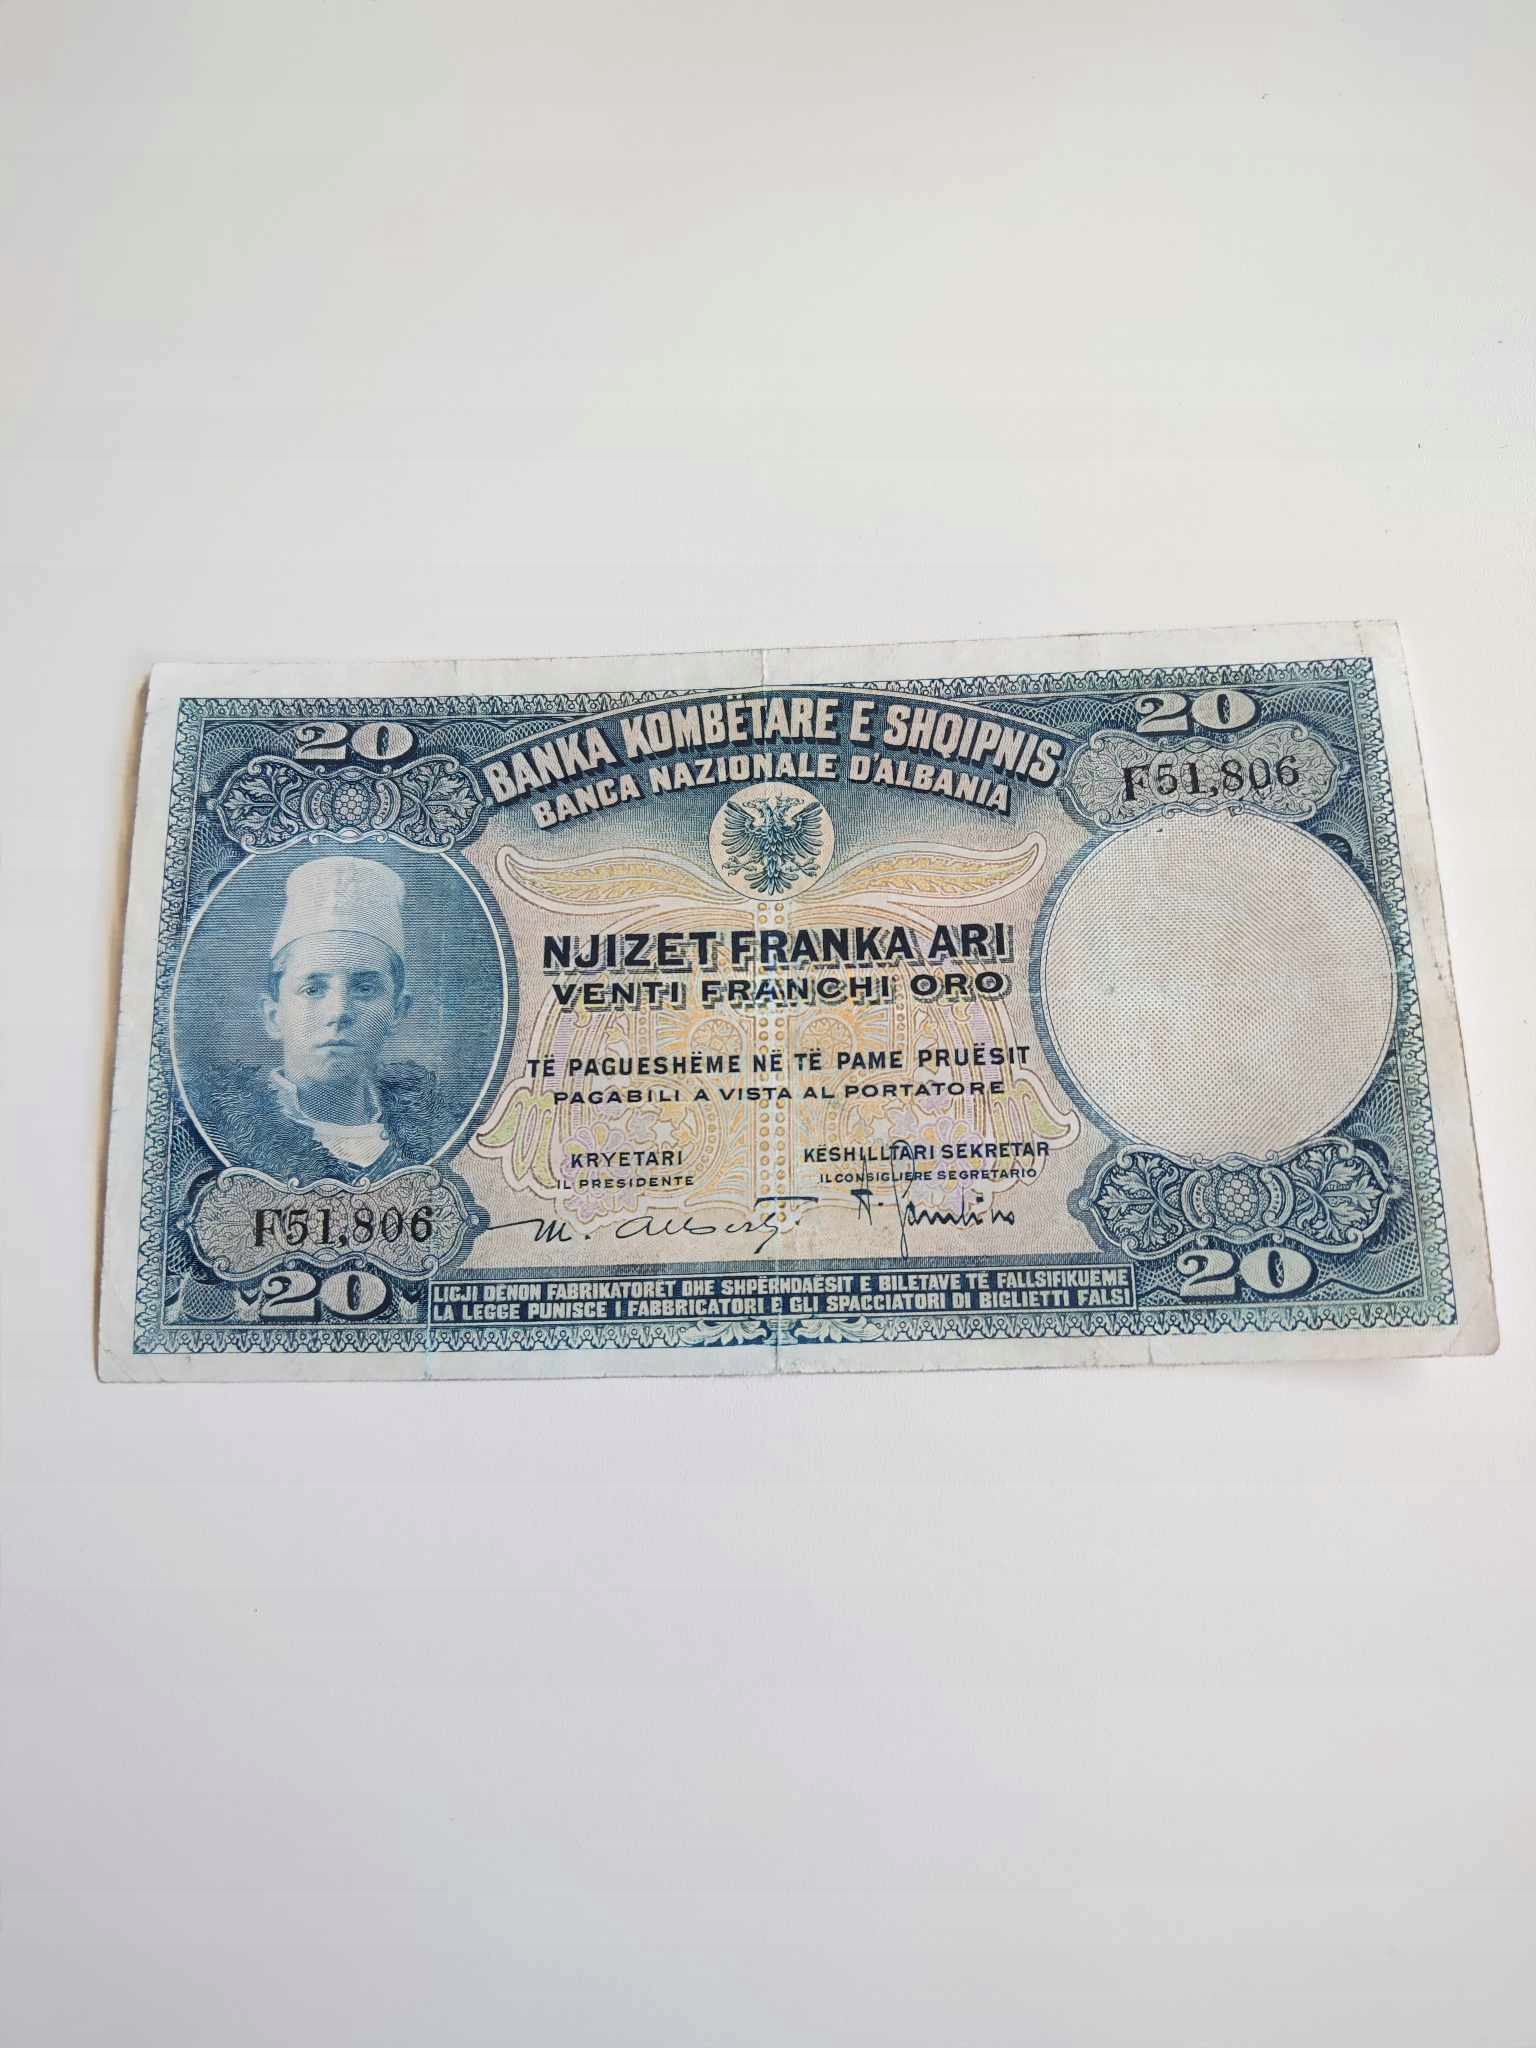 20
20
BANKA KOMBËTARE E SHQIPNIS
BANCA NAZIONALE D'ALBANIA
F51,806
NJIZET FRANKA ARI
VENTI FRANCHI ORO
TË PAGUESHËME NË TË PAME PRUËSIT
PAGABILI A VISTA AL PORTATORE
KRYETARI
IL PRESIDENTE
KËSHILLTARI SEKRETAR
IL CONSIGLIERE SEGRETARIO
M. Alberti
F51,806
20
20
LIGJI DENON FABRIKATORËT DHE SHPËRNDAËSIT E BILETAVE TË FALLSIFIKUEME
LA LEGGE PUNISCE I FABBRICATORI E GLI SPACCIATORI DI BIGLIETTI FALSI